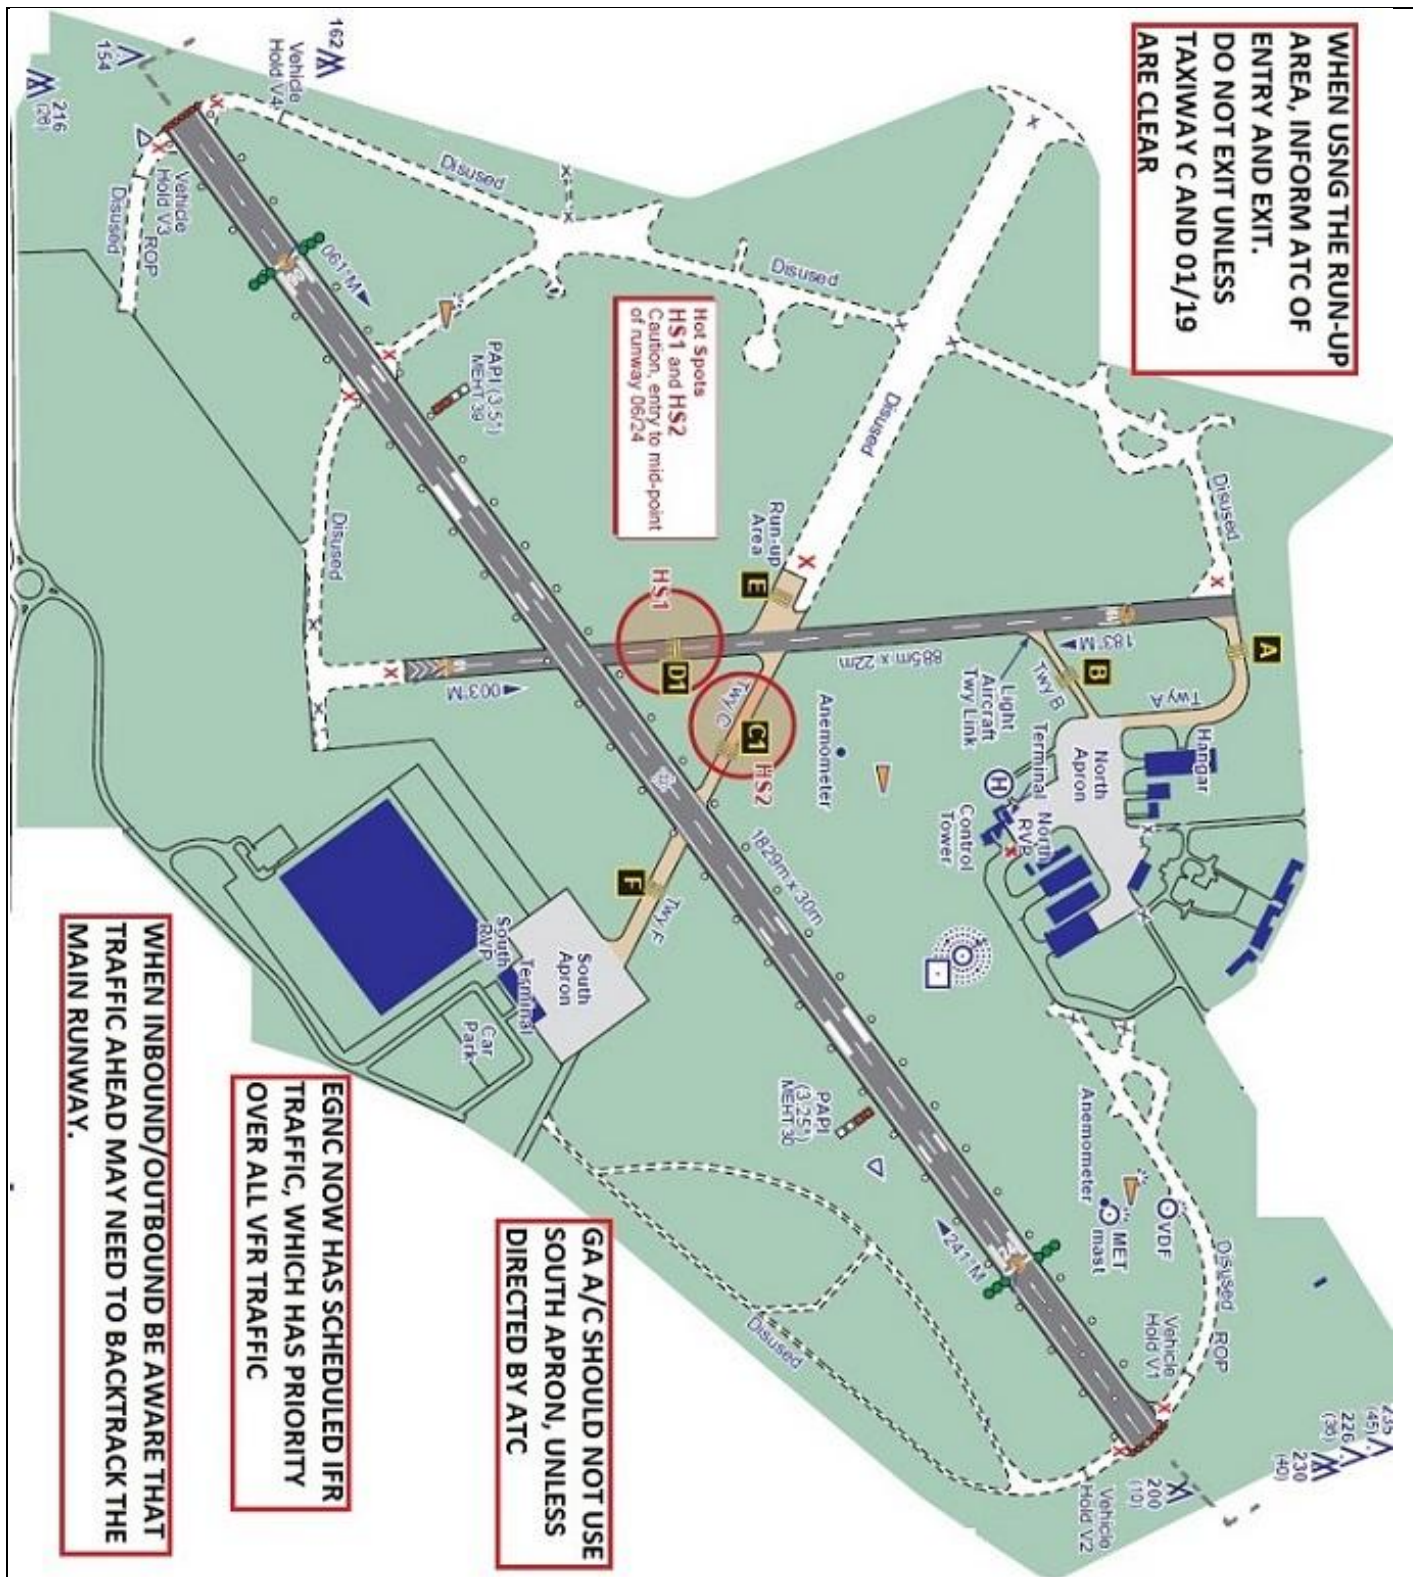 WHEN USNG THE RUN-UP
AREA, INFORM ATC OF
ENTRY AND EXIT.
DO NOT EXIT UNLESS
TAXIWAY C AND 01/19
ARE CLEAR
Disused
A
Twy A
Hangar
183°M
B
Twy B
Light
Aircraft
Twy Link
885m x 22m
North
Apron
Terminal
North
RVP
H
Control
Tower
Anemometer
Disused
Disused
Disused
Run-up
Area
E
Hot Spots
HS1 and HS2
Caution, entry to mid-point
of runway 06/24
HS1
D1
Twy C
C1
HS2
01
003°M
162
Vehicle
Hold V4
154
216
(26)
Vehicle
Hold V3
ROP
Disused
061°M
PAPI (3.5°)
MEHT 39
Disused
1829m x 30m
F
Twy F
South
Apron
South
RVP
Terminal
Car
Park
PAPI
(3.25°)
MEHT 30
Anemometer
MET
mast
VDF
Disused
ROP
Vehicle
Hold V1
24
241°M
Disused
Vehicle
Hold V2
200
(10)
230
(40)
226
(36)
(45)
GA A/C SHOULD NOT USE
SOUTH APRON, UNLESS
DIRECTED BY ATC
EGNC NOW HAS SCHEDULED IFR
TRAFFIC, WHICH HAS PRIORITY
OVER ALL VFR TRAFFIC
WHEN INBOUND/OUTBOUND BE AWARE THAT
TRAFFIC AHEAD MAY NEED TO BACKTRACK THE
MAIN RUNWAY.